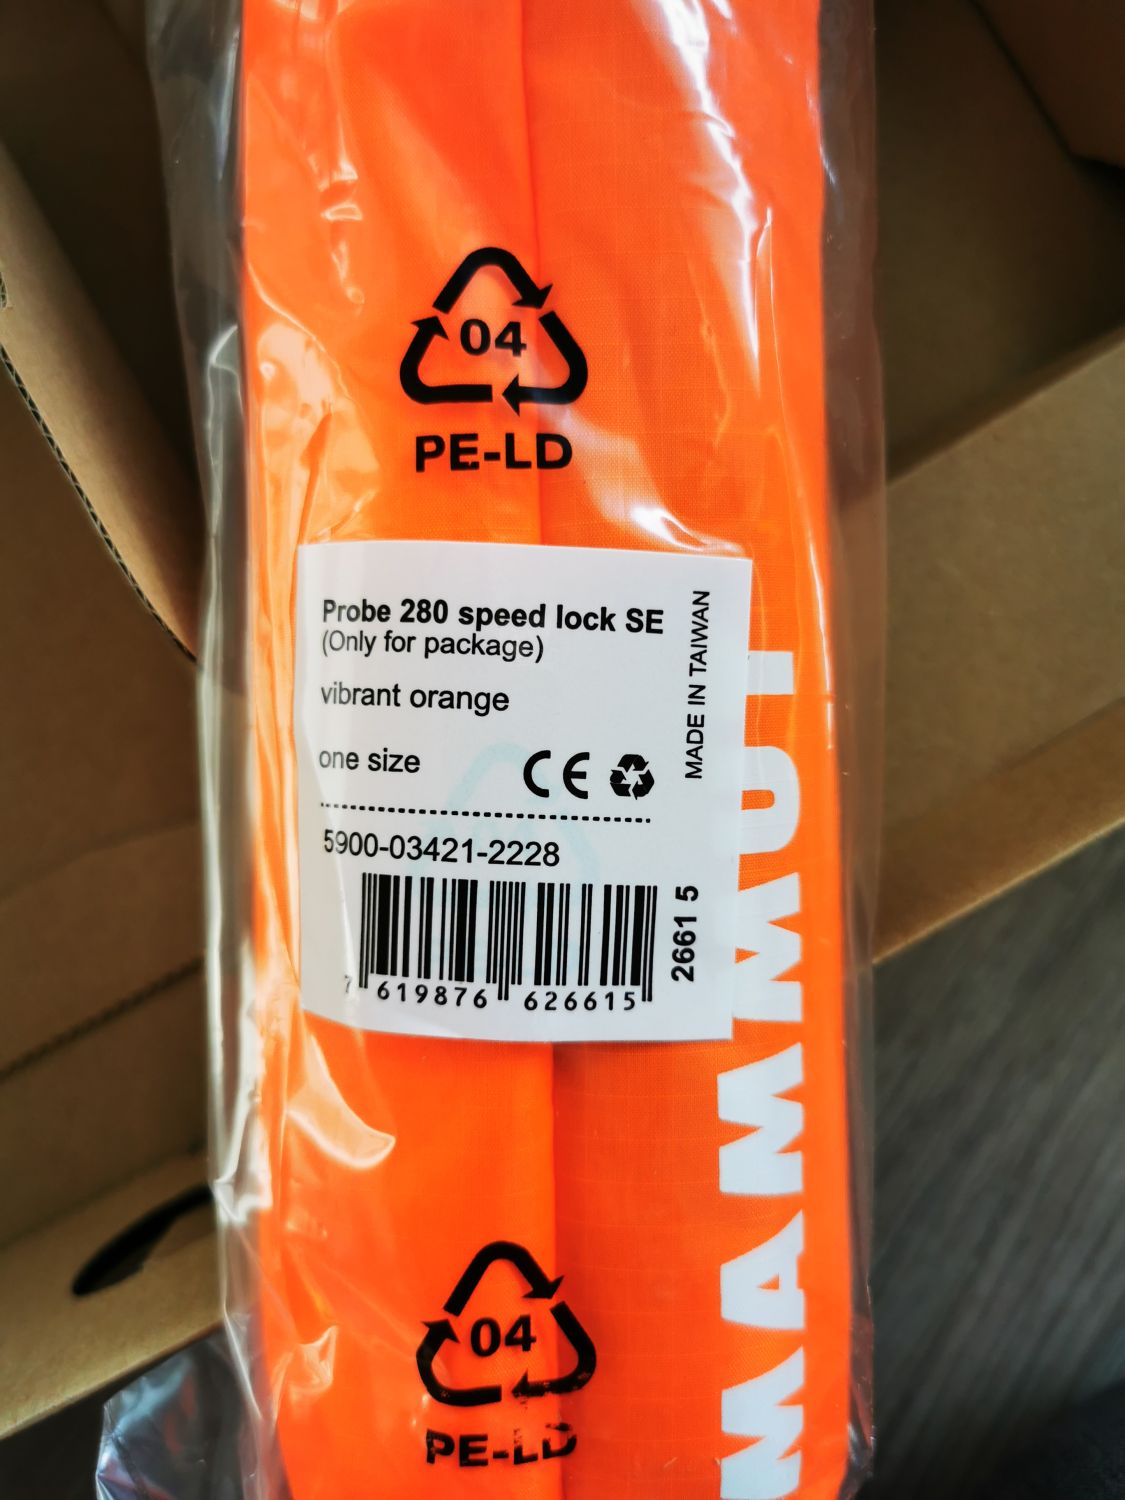 04
PE-LD
Probe 280 speed lock SE
(Only for package)
vibrant orange
one size
CE
MADE IN TAIWAN
5900-03421-2228
2661 5
7 619876 626615
MAMMUT
04
PE-LD